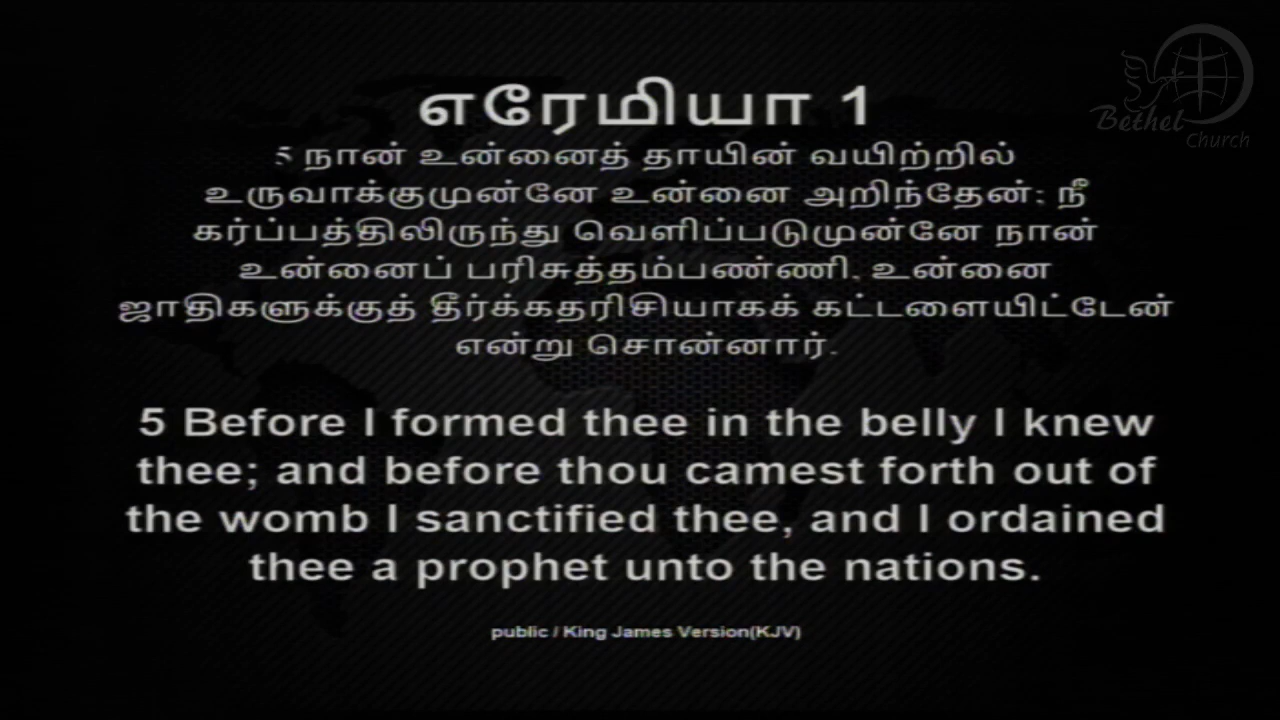 Bethel
Church
எரேமியா 1
5 நான் உன்னைத் தாயின் வயிற்றில்
உருவாக்குமுன்னே உன்னை அறிந்தேன்; நீ
கர்ப்பத்திலிருந்து வெளிப்படுமுன்னே நான்
உன்னைப் பரிசுத்தம்பண்ணி, உன்னை
ஜாதிகளுக்குத் தீர்க்கதரிசியாகக் கட்டளையிட்டேன்
என்று சொன்னார்.
5 Before I formed thee in the belly I knew
thee; and before thou camest forth out of
the womb I sanctified thee, and I ordained
thee a prophet unto the nations.
public / King James Version(KJV)